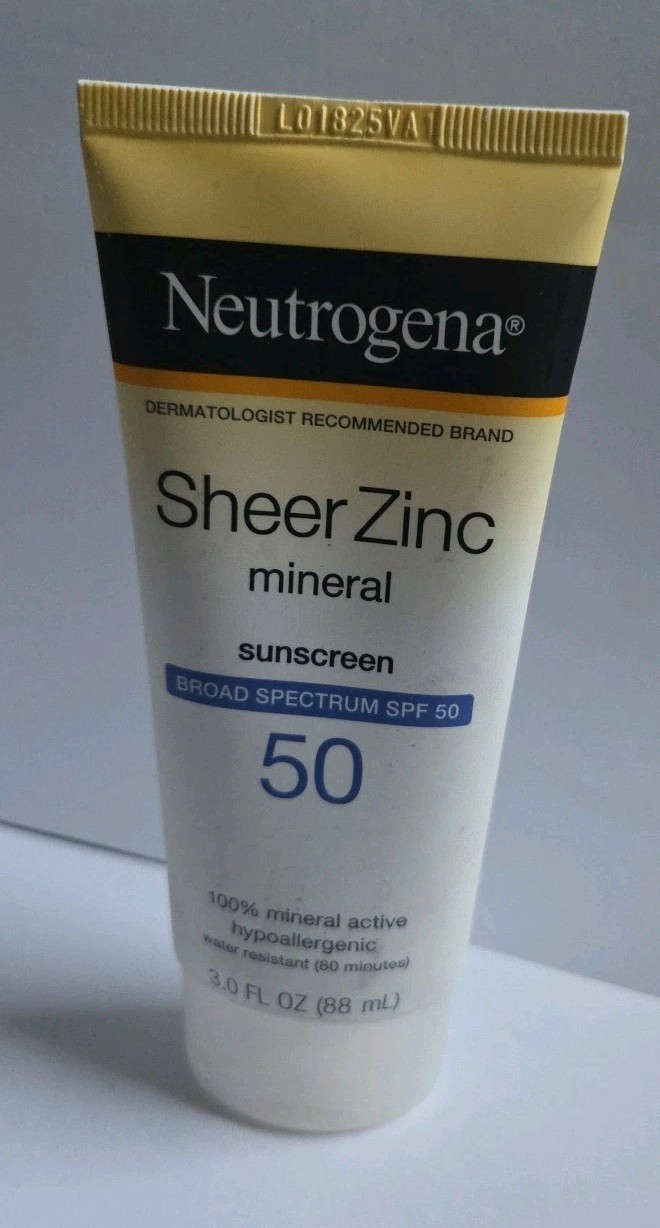 L01825VA
Neutrogena®
DERMATOLOGIST RECOMMENDED BRAND
Sheer Zinc
mineral
sunscreen
BROAD SPECTRUM SPF 50
50
100% mineral active
hypoallergenic
water resistant (80 minutes)
3.0 FL OZ (88 mL)